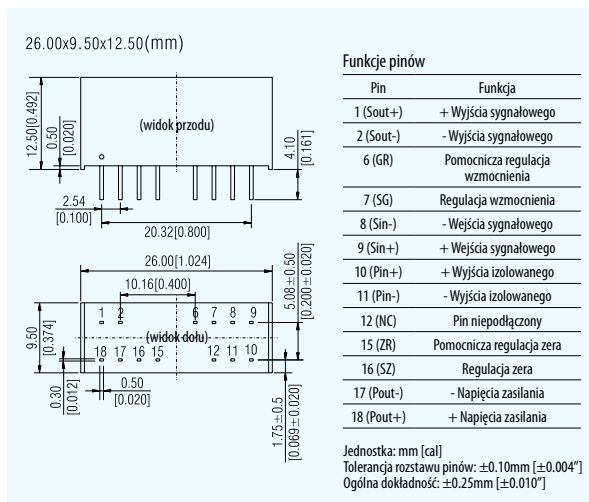 26.00x9.50x12.50(mm)
(widok przodu)
12.50[0.492]
0.50
[0.020]
4.10
[0.161]
2.54
[0.100]
20.32[0.800]
26.00[1.024]
10.16[0.400]
5.08±0.50
[0.200±0.020]
1 2 6 7 8 9
(widok dołu)
18 17 16 15 12 11 10
9.50
[0.374]
0.30
[0.012]
0.50
[0.020]
1.75±0.5
[0.069±0.020]
Funkcje pinów
Pin Funkcja
1 (Sout+) + Wyjścia sygnałowego
2 (Sout-) - Wyjścia sygnałowego
6 (GR) Pomocnicza regulacja
wzmocnienia
7 (SG) Regulacja wzmocnienia
8 (Sin-) - Wejścia sygnałowego
9 (Sin+) + Wejścia sygnałowego
10 (Pin+) + Wyjścia izolowanego
11 (Pin-) - Wyjścia izolowanego
12 (NC) Pin niepodłączony
15 (ZR) Pomocnicza regulacja zera
16 (SZ) Regulacja zera
17 (Pout-) - Napięcia zasilania
18 (Pout+) + Napięcia zasilania
Jednostka: mm [cal]
Tolerancja rozstawu pinów: ±0.10mm [±0.004”]
Ogólna dokładność: ±0.25mm [±0.010”]